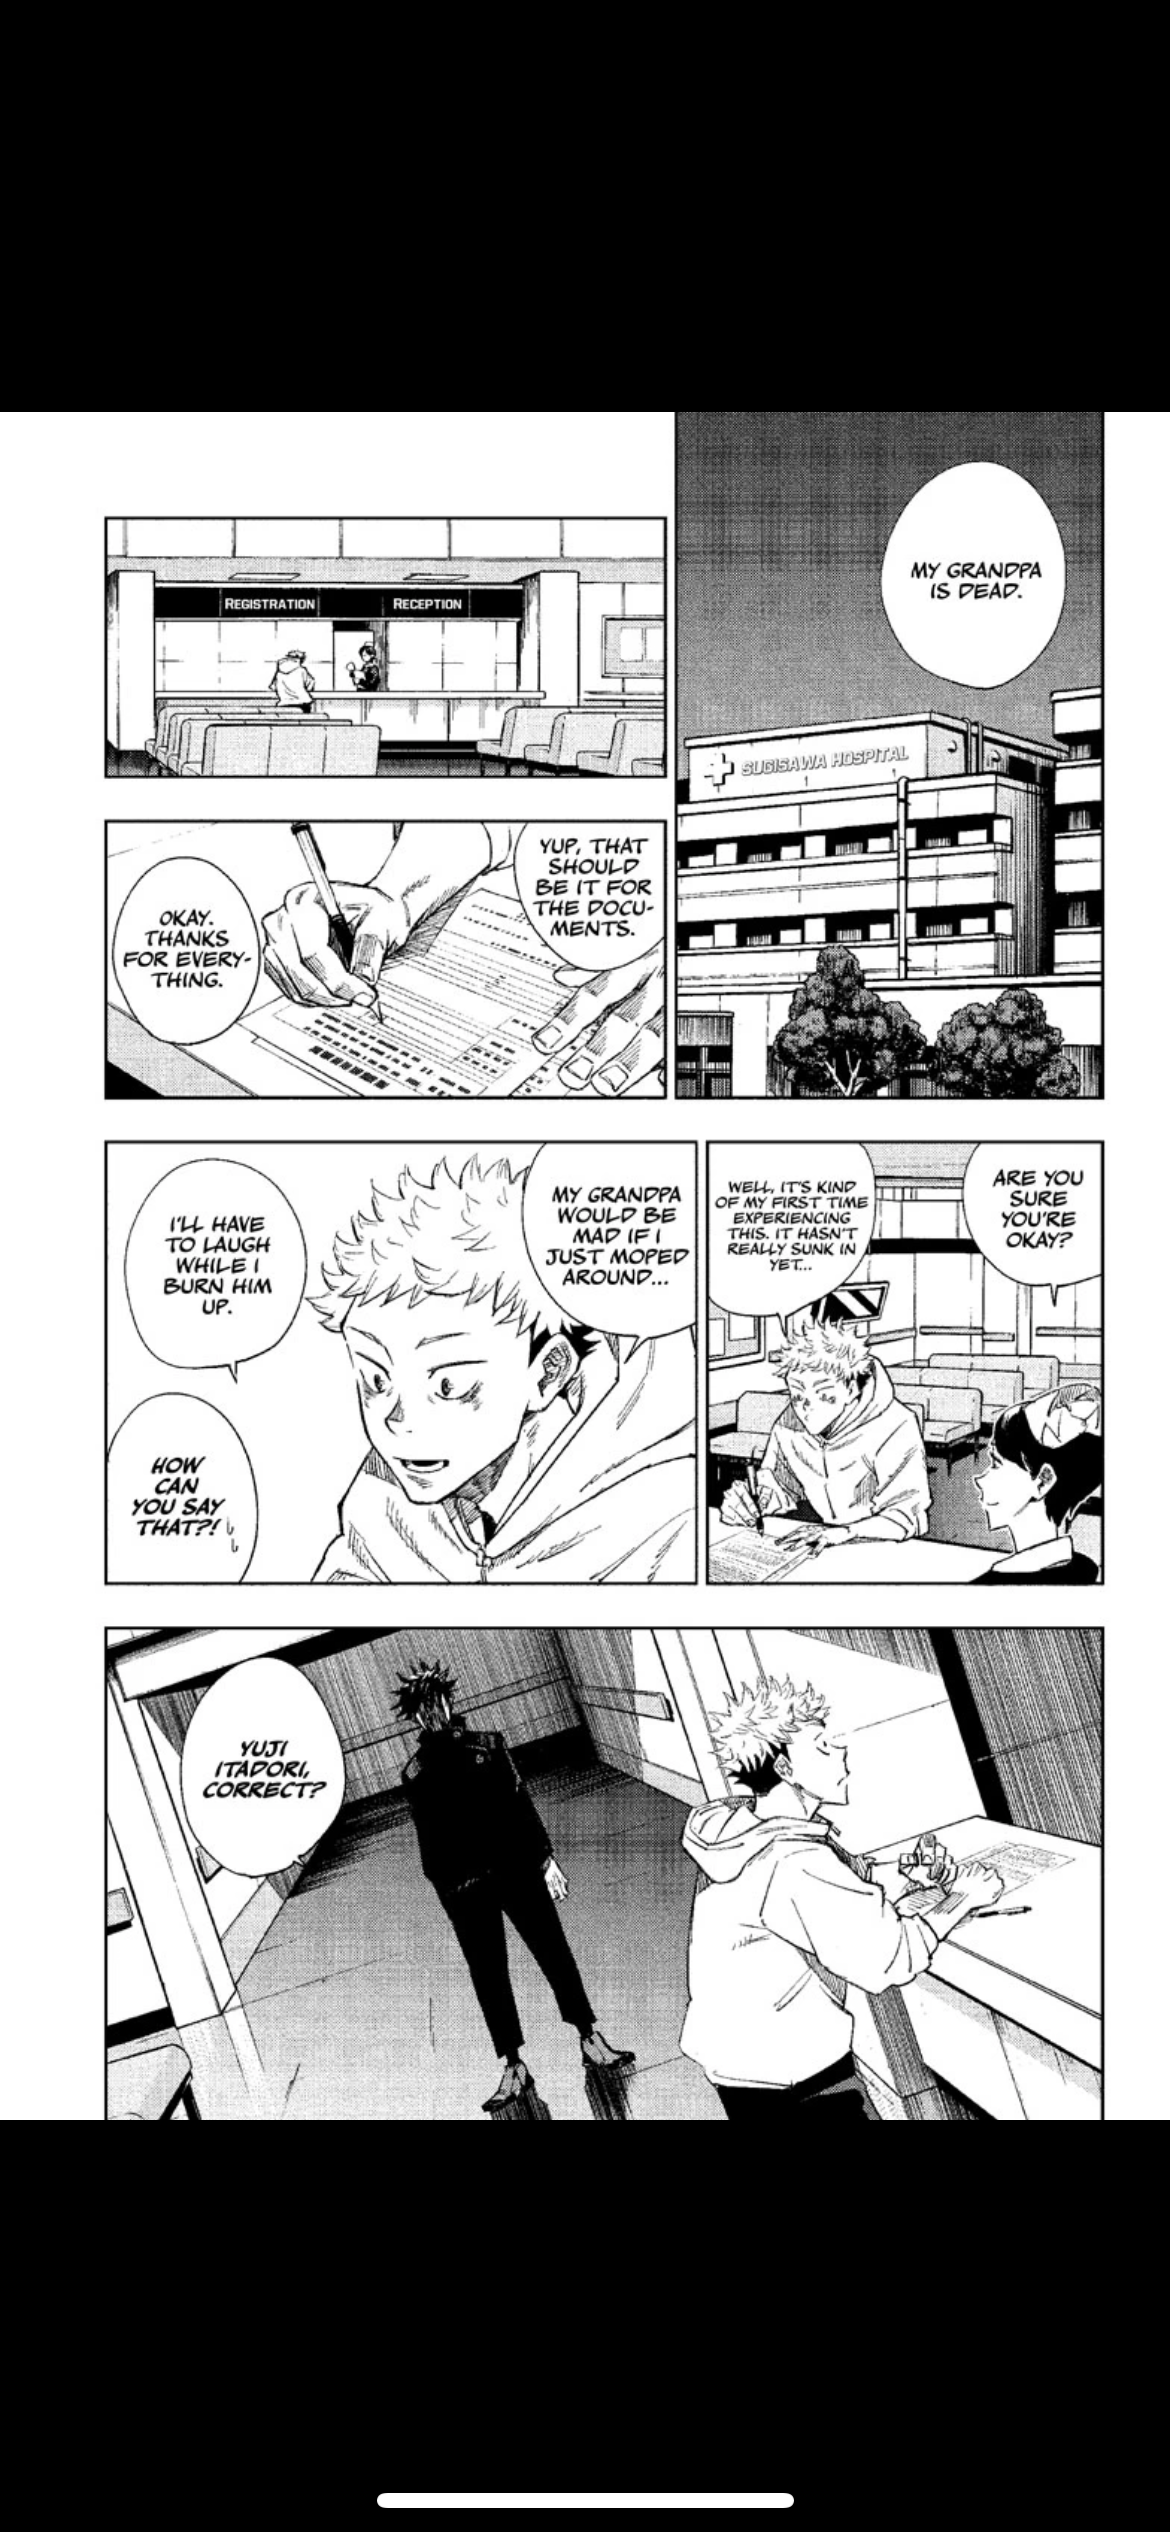 MY GRANDPA
IS DEAD.
SUGISAWA HOSPITAL
REGISTRATION
RECEPTION
YUP, THAT
SHOULD
BE IT FOR
THE DOCU-
MENTS.
OKAY.
THANKS
FOR EVERY-
THING.
ARE YOU
SURE
YOU'RE
OKAY?
WELL, IT'S KIND
OF MY FIRST TIME
EXPERIENCING
THIS. IT HASN'T
REALLY SUNK IN
YET...
MY GRANDPA
WOULD BE
MAD IF I
JUST MOPED
AROUND...
I'LL HAVE
TO LAUGH
WHILE I
BURN HIM
UP.
HOW
CAN
YOU SAY
THAT?!
YUJI
ITADORI,
CORRECT?